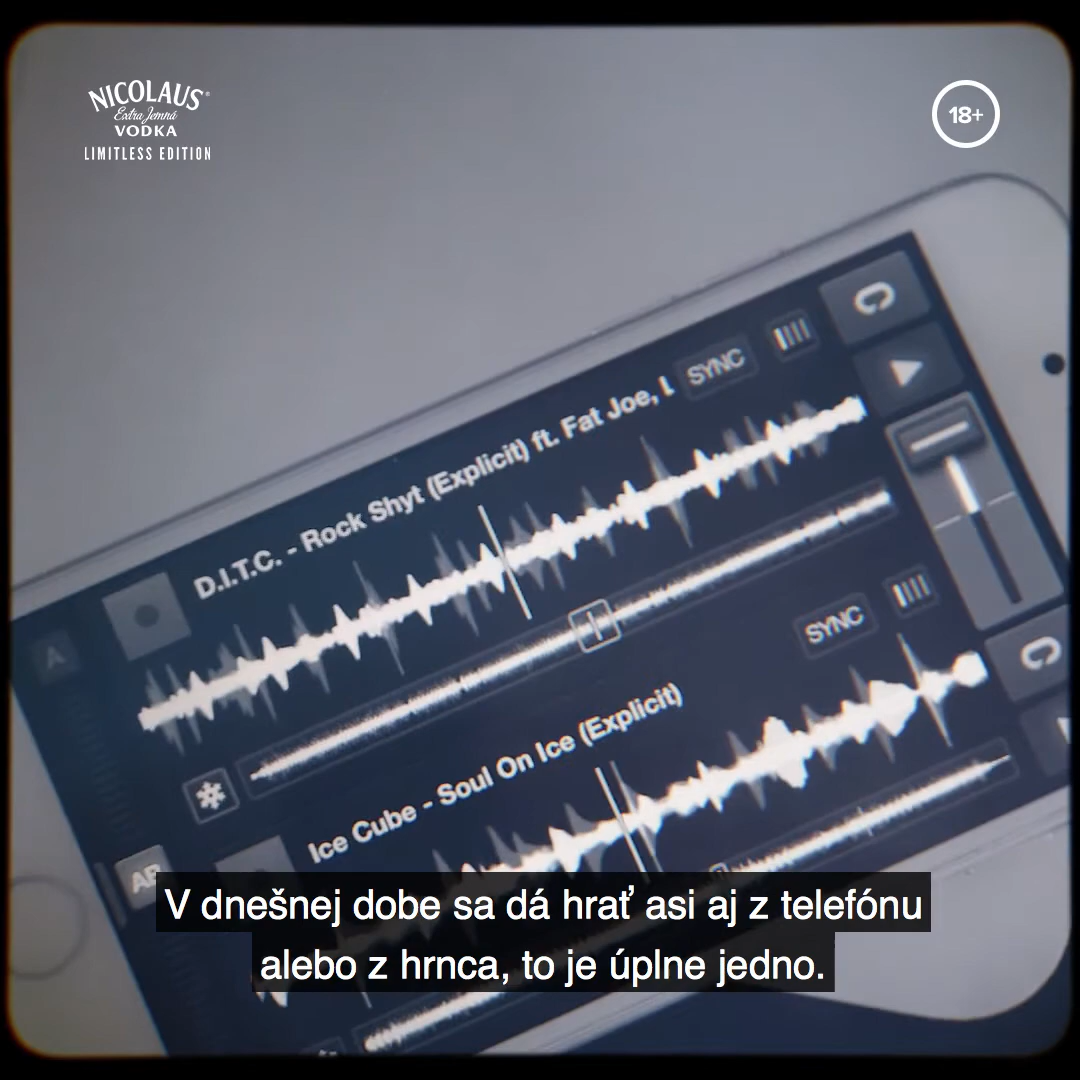 NICOLAUS
Extra Jemná
VODKA
LIMITLESS EDITION
18+
SYNC
D.I.T.C. - Rock Shyt (Explicit) ft. Fat Joe, L
A
SYNC
Ice Cube - Soul On Ice (Explicit)
V dnešnej dobe sa dá hrať asi aj z telefónu
alebo z hrnca, to je úplne jedno.